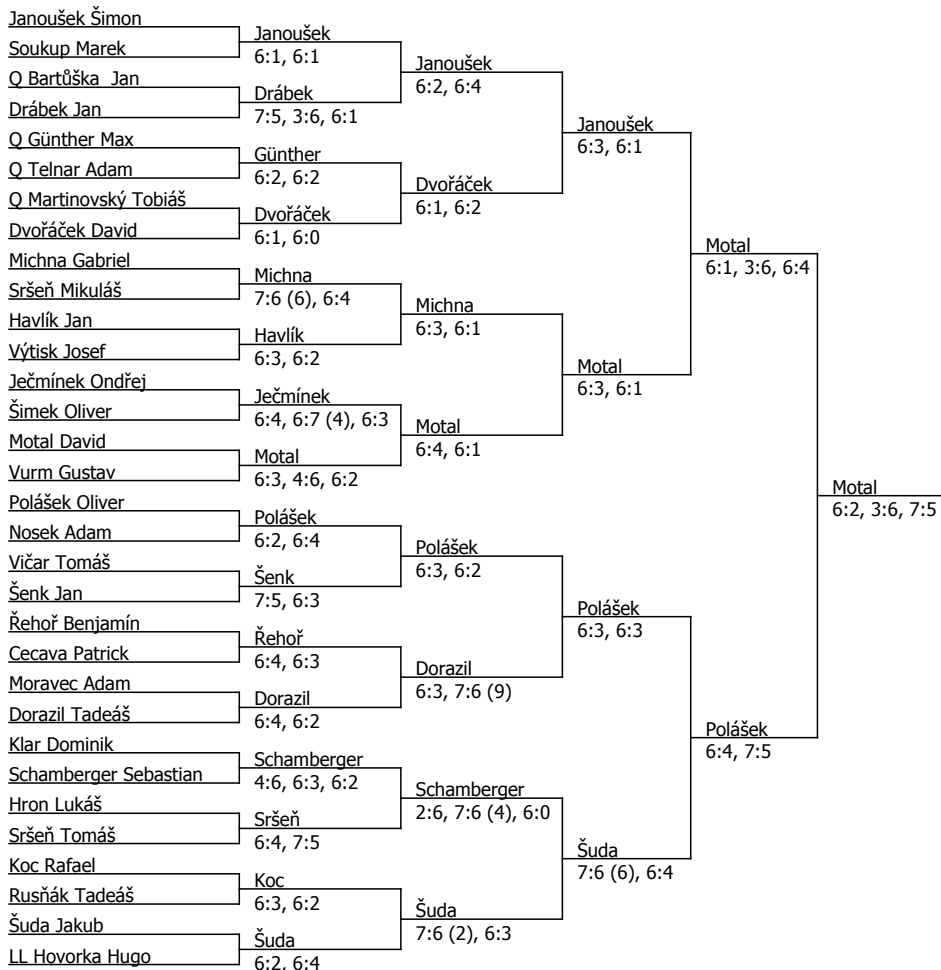 Janoušek Šimon
Soukup Marek
Q Bartůška  Jan
Drábek Jan
Q Günther Max
Q Telnar Adam
Q Martinovský Tobiáš
Dvořáček David
Michna Gabriel
Sršeň Mikuláš
Havlík Jan
Výtisk Josef
Ječmínek Ondřej
Šimek Oliver
Motal David
Vurm Gustav
Polášek Oliver
Nosek Adam
Vičar Tomáš
Šenk Jan
Řehoř Benjamín
Cecava Patrick
Moravec Adam
Dorazil Tadeáš
Klar Dominik
Schamberger Sebastian
Hron Lukáš
Sršeň Tomáš
Koc Rafael
Rusňák Tadeáš
Šuda Jakub
LL Hovorka Hugo
Janoušek
6:1, 6:1
Drábek
7:5, 3:6, 6:1
Günther
6:2, 6:2
Dvořáček
6:1, 6:0
Michna
7:6 (6), 6:4
Havlík
6:3, 6:2
Ječmínek
6:4, 6:7 (4), 6:3
Motal
6:3, 4:6, 6:2
Polášek
6:2, 6:4
Šenk
7:5, 6:3
Řehoř
6:4, 6:3
Dorazil
6:4, 6:2
Schamberger
4:6, 6:3, 6:2
Sršeň
6:4, 7:5
Koc
6:3, 6:2
Šuda
6:2, 6:4
Janoušek
6:2, 6:4
Dvořáček
6:1, 6:2
Michna
6:3, 6:1
Motal
6:4, 6:1
Polášek
6:3, 6:2
Dorazil
6:3, 7:6 (9)
Schamberger
2:6, 7:6 (4), 6:0
Šuda
7:6 (2), 6:3
Janoušek
6:3, 6:1
Motal
6:3, 6:1
Polášek
6:3, 6:3
Šuda
7:6 (6), 6:4
Motal
6:1, 3:6, 6:4
Polášek
6:4, 7:5
Motal
6:2, 3:6, 7:5